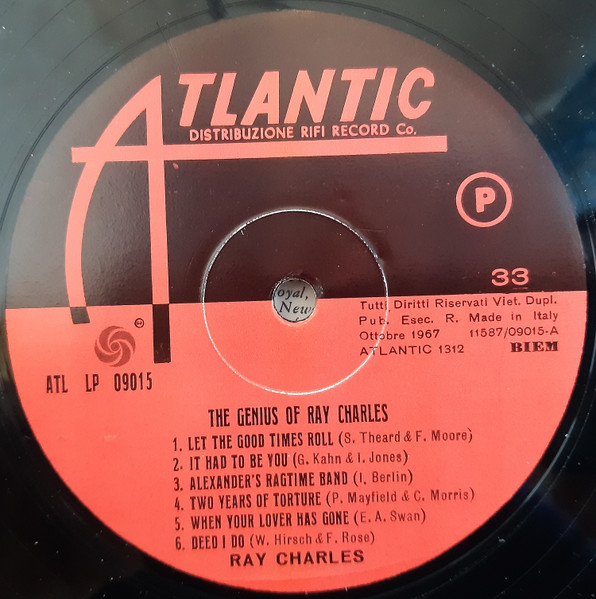 ATLANTIC
DISTRIBUZIONE RIFI RECORD Co.
P
33
oyal,
New
Tutti Diritti Riservati Viet. Dupl.
Pub. Esec. R. Made in Italy
Ottobre 1967 11587/09015-A
ATLANTIC 1312 BIEM
M
ATL LP 09015
THE GENIUS OF RAY CHARLES
1. LET THE GOOD TIMES ROLL (S. Theard & F. Moore)
2. IT HAD TO BE YOU (G. Kahn & I. Jones)
3. ALEXANDER'S RAGTIME BAND (I. Berlin)
4. TWO YEARS OF TORTURE (P. Mayfield & C. Morris)
5. WHEN YOUR LOVER HAS GONE (E. A. Swan)
6. DEED I DO (W. Hirsch & F. Rose)
RAY CHARLES